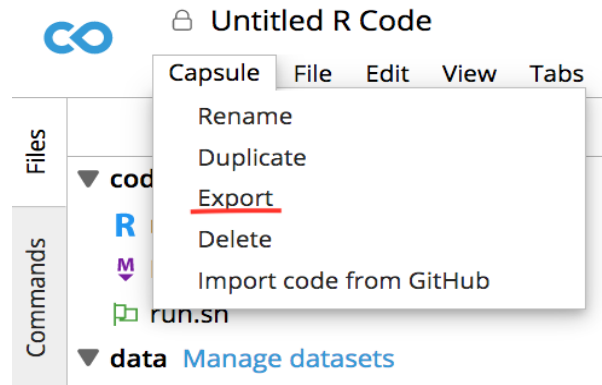 Untitled R Code
Capsule File Edit View Tabs
Rename
Duplicate
Export
Delete
Import code from GitHub
Files
Commands
cod
R
M
run.sh
data Manage datasets